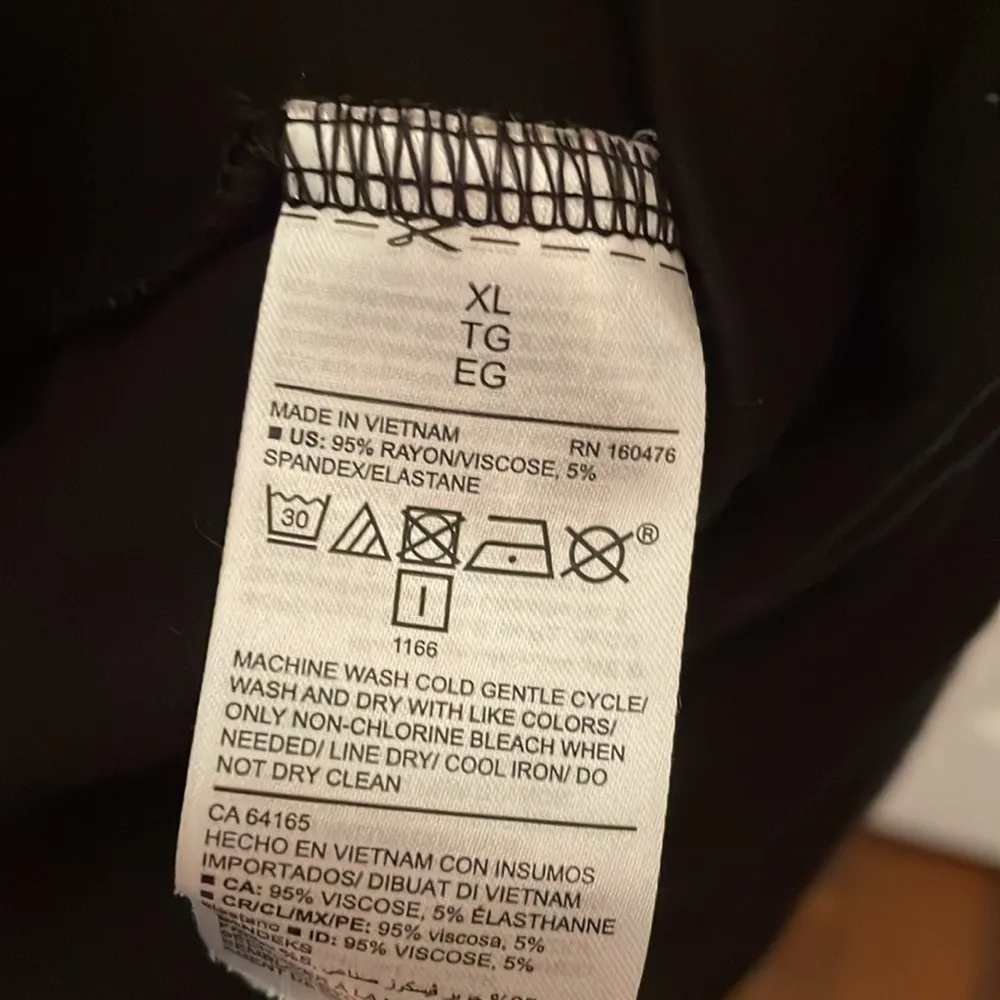 XL
TG
EG
MADE IN VIETNAM RN 160476
US: 95% RAYON/VISCOSE, 5%
SPANDEX/ELASTANE
30
®
1166
MACHINE WASH COLD GENTLE CYCLE/
WASH AND DRY WITH LIKE COLORS/
ONLY NON-CHLORINE BLEACH WHEN
NEEDED/ LINE DRY/ COOL IRON/ DO
NOT DRY CLEAN
CA 64165
HECHO EN VIETNAM CON INSUMOS
IMPORTADOS/ DIBUAT DI VIETNAM
CA: 95% VISCOSE, 5% ÉLASTHANNE
CR/CL/MX/PE: 95% viscosa, 5%
elastano ID: 95% VISCOSE, 5%